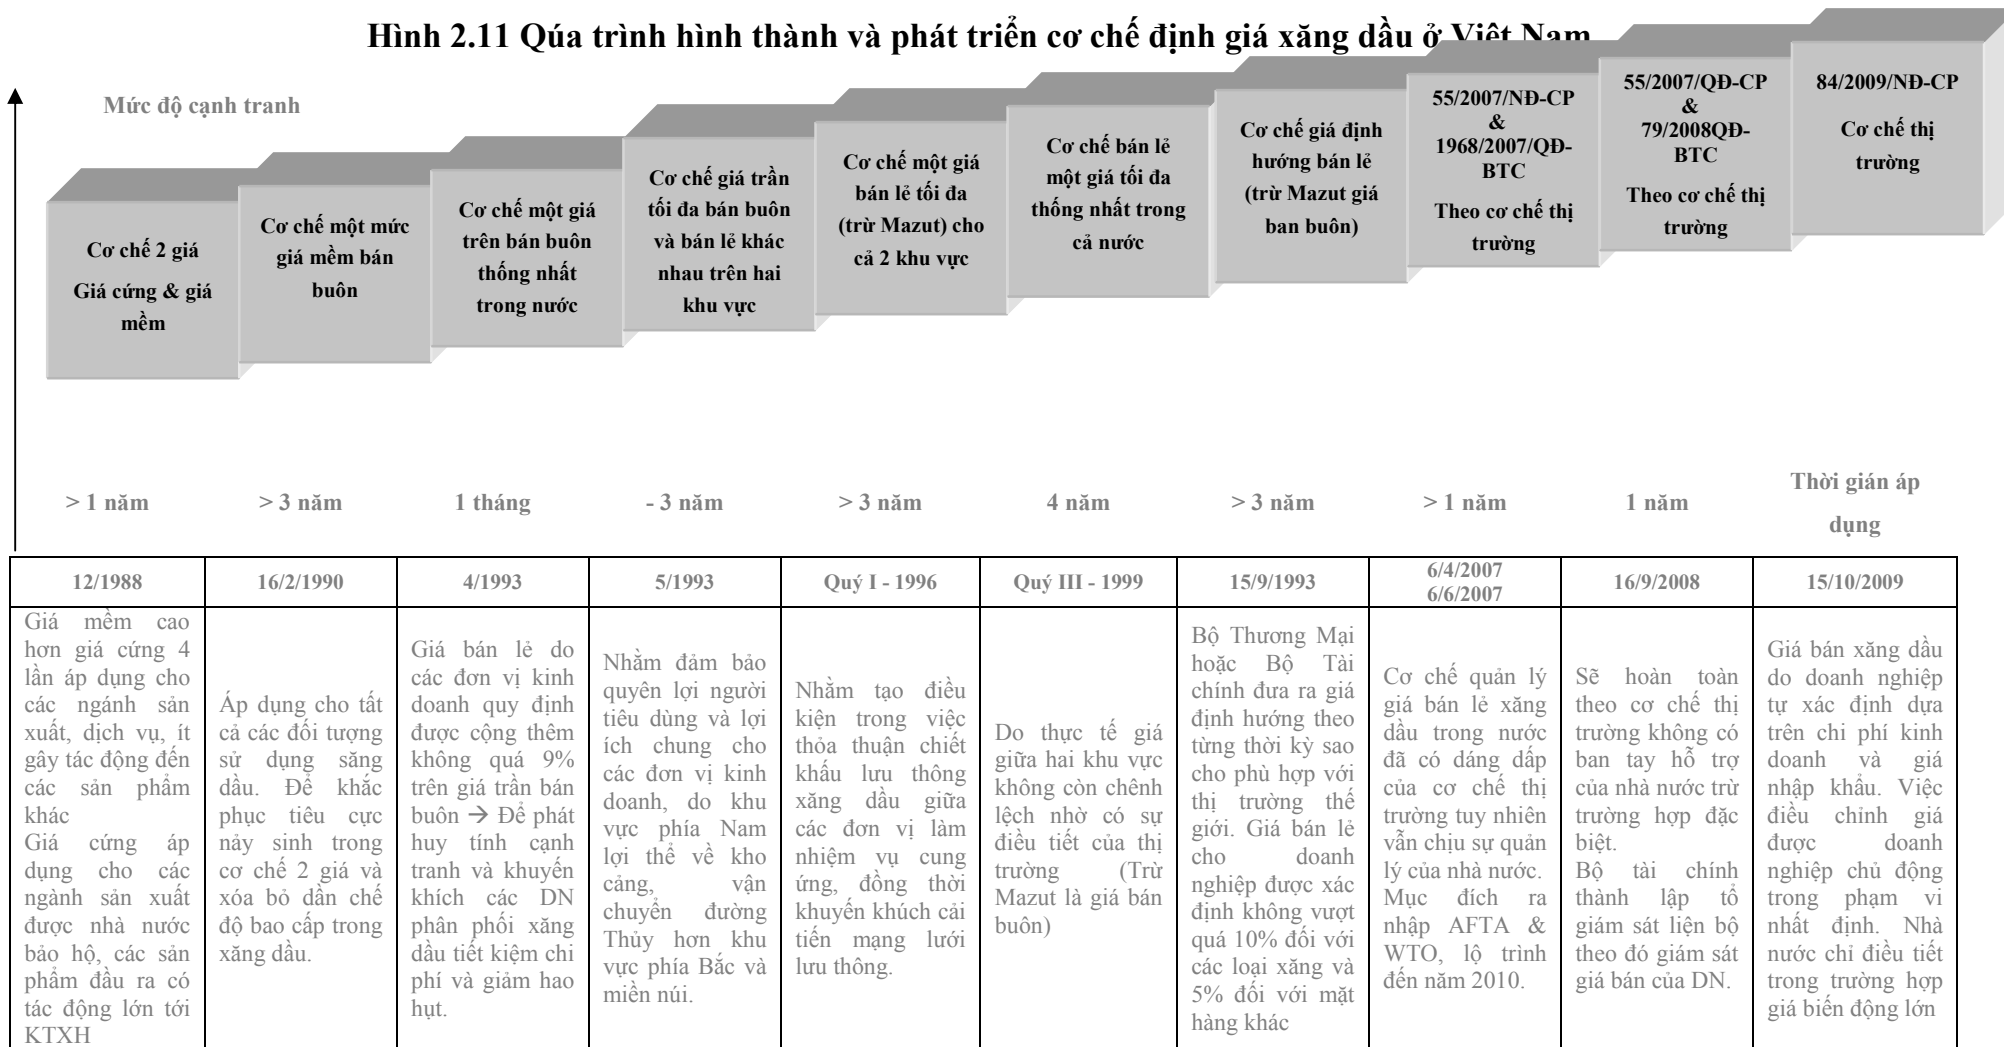 Hình 2.11 Qúa trình hình thành và phát triển cơ chế định giá xăng dầu ở Việt Nam
Mức độ cạnh tranh
Cơ chế 2 giá
Giá cứng & giá
mềm
Cơ chế một mức
giá mềm bán
buôn
Cơ chế một giá
trên bán buôn
thống nhất
trong nước
Cơ chế giá trần
tối đa bán buôn
và bán lẻ khác
nhau trên hai
khu vực
Cơ chế một giá
bán lẻ tối đa
(trừ Mazut) cho
cả 2 khu vực
Cơ chế bán lẻ
một giá tối đa
thống nhất trong
cả nước
Cơ chế giá định
hướng bán lẻ
(trừ Mazut giá
ban buôn)
55/2007/NĐ-CP
&
1968/2007/QĐ-
BTC
Theo cơ chế thị
trường
55/2007/QĐ-CP
&
79/2008QĐ-
BTC
Theo cơ chế thị
trường
84/2009/NĐ-CP
Cơ chế thị
trường
> 1 năm
> 3 năm
1 tháng
- 3 năm
> 3 năm
4 năm
> 3 năm
> 1 năm
1 năm
Thời gián áp
dụng
12/1988
16/2/1990
4/1993
5/1993
Quý I - 1996
Quý III - 1999
15/9/1993
6/4/2007
6/6/2007
16/9/2008
15/10/2009
Giá mềm cao
hơn giá cứng 4
lần áp dụng cho
các ngánh sản
xuất, dịch vụ, ít
gây tác động đến
các sản phẩm
khác
Giá cứng áp
dụng cho các
ngành sản xuất
được nhà nước
bảo hộ, các sản
phẩm đầu ra có
tác động lớn tới
KTXH
Áp dụng cho tất
cả các đối tượng
sử dụng săng
dầu. Để khắc
phục tiêu cực
nảy sinh trong
cơ chế 2 giá và
xóa bỏ dần chế
độ bao cấp trong
xăng dầu.
Giá bán lẻ do
các đơn vị kinh
doanh quy định
được cộng thêm
không quá 9%
trên giá trần bán
buôn → Để phát
huy tính cạnh
tranh và khuyến
khích các DN
phân phối xăng
dầu tiết kiệm chi
phí và giảm hao
hụt.
Nhằm đảm bảo
quyên lợi người
tiêu dùng và lợi
ích chung cho
các đơn vị kinh
doanh, do khu
vực phía Nam
lợi thể về kho
cảng, vận
chuyển đường
Thủy hơn khu
vực phía Bắc và
miền núi.
Nhằm tạo điều
kiện trong việc
thỏa thuận chiết
khấu lưu thông
xăng dầu giữa
các đơn vị làm
nhiệm vụ cung
ứng, đồng thời
khuyến khúch cải
tiến mạng lưới
lưu thông.
Do thực tế giá
giữa hai khu vực
không còn chênh
lệch nhờ có sự
điều tiết của thị
trường (Trừ
Mazut là giá bán
buôn)
Bộ Thương Mại
hoặc Bộ Tài
chính đưa ra giá
định hướng theo
từng thời kỳ sao
cho phù hợp với
thị trường thế
giới. Giá bán lẻ
cho doanh
nghiệp được xác
định không vượt
quá 10% đối với
các loại xăng và
5% đối với mặt
hàng khác
Cơ chế quản lý
giá bán lẻ xăng
dầu trong nước
đã có dáng dấp
của cơ chế thị
trường tuy nhiên
vẫn chịu sự quản
lý của nhà nước.
Mục đích ra
nhập AFTA &
WTO, lộ trình
đến năm 2010.
Sẽ hoàn toàn
theo cơ chế thị
trường không có
ban tay hỗ trợ
của nhà nước trừ
trường hợp đặc
biệt.
Bộ tài chính
thành lập tổ
giám sát liện bộ
theo đó giám sát
giá bán của DN.
Giá bán xăng dầu
do doanh nghiệp
tự xác định dựa
trên chi phí kinh
doanh và giá
nhập khẩu. Việc
điều chỉnh giá
được doanh
nghiệp chủ động
trong phạm vi
nhất định. Nhà
nước chỉ điều tiết
trong trường hợp
giá biến động lớn